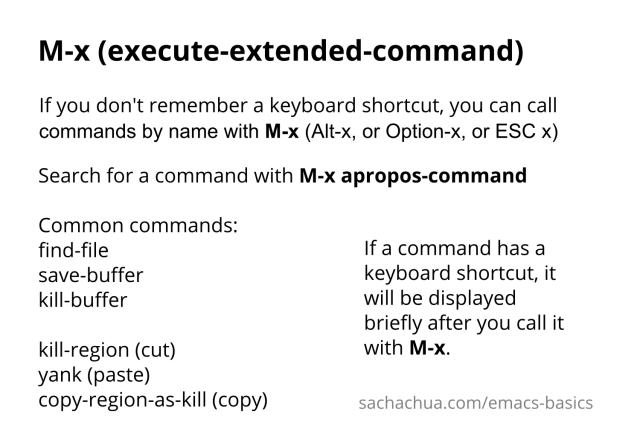 M-x (execute-extended-command)
If you don't remember a keyboard shortcut, you can call
commands by name with M-x (Alt-x, or Option-x, or ESC x)
Search for a command with M-x apropos-command
Common commands:
find-file
save-buffer
kill-buffer
kill-region (cut)
yank (paste)
copy-region-as-kill (copy)
If a command has a
keyboard shortcut, it
will be displayed
briefly after you call it
with M-x.
sachachua.com/emacs-basics